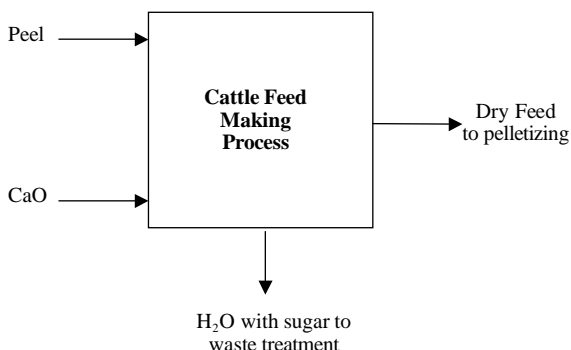 Peel
Cattle Feed
Making
Process
Dry Feed
to pelletizing
CaO
H₂O with sugar to
waste treatment